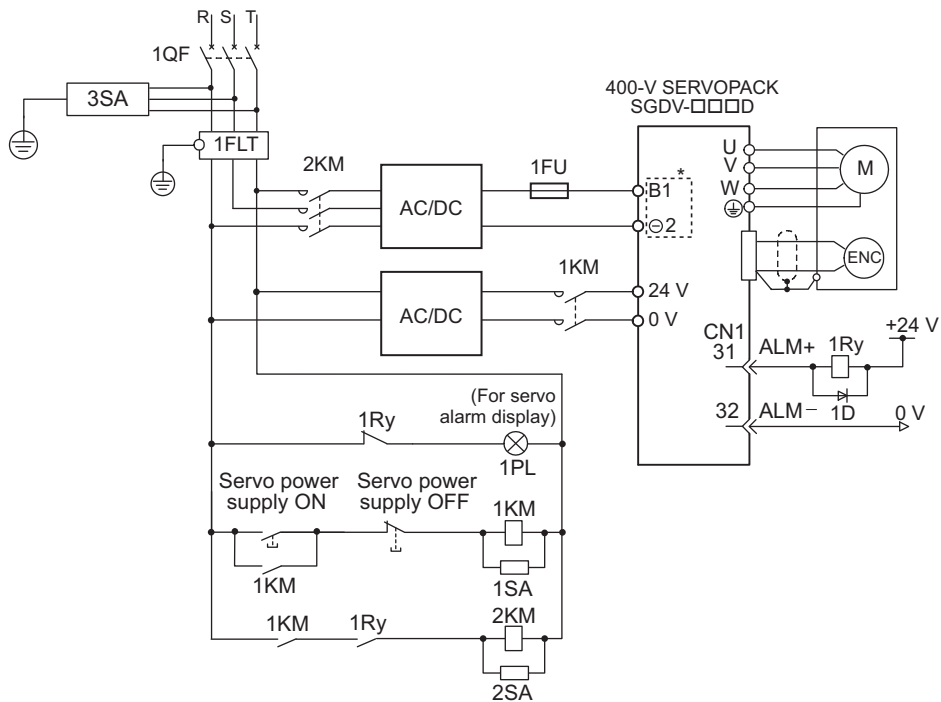 R S T
1QF
3SA
1FLT
400-V SERVOPACK
SGDV-□□□D
2KM
AC/DC
1FU
B1
*
⊖2
U
V
W
M
ENC
AC/DC
1KM
24 V
0 V
CN1
31
ALM+
1Ry
+24 V
1D
32
ALM−
0 V
(For servo
alarm display)
1Ry
1PL
Servo power
supply ON
Servo power
supply OFF
1KM
1KM
1SA
1KM
1Ry
2KM
2SA